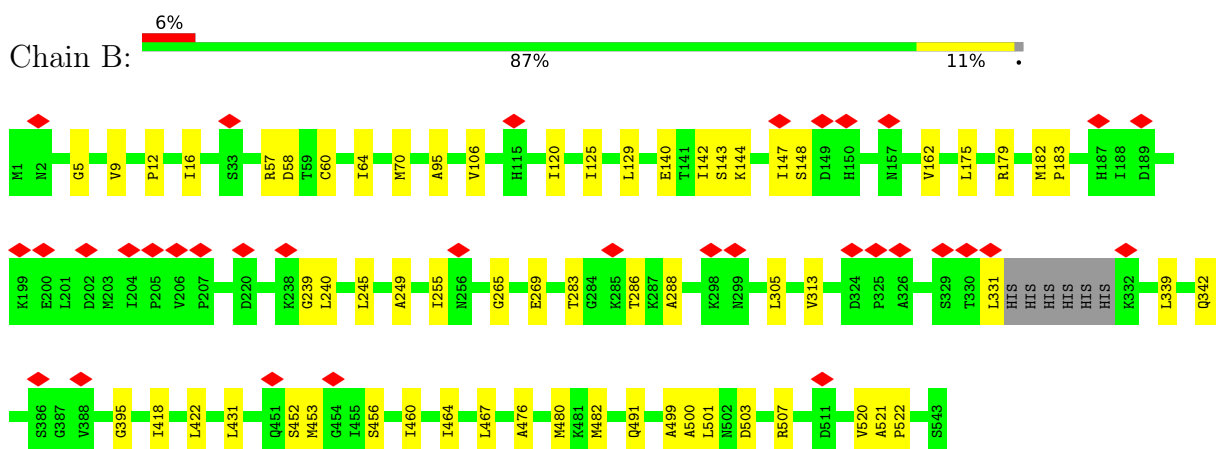 6%
Chain B:
87% 11% •
M1 N2 G5 V9 P12 I16 S33 R57 D58 T59 C60 I64 M70 A95 V106 H115 I120 I125 L129 E140 T141 I142 S143 K144 I147 S148 D149 H150 N157 V162 L175 R179 M182 P183 H187 I188 D189
K199 E200 L201 D202 M203 I204 P205 V206 P207 D220 K238 G239 L240 L245 A249 I255 N256 G265 E269 T283 G284 K285 T286 K287 A288 K298 N299 L305 V313 D324 P325 A326 S329 T330 L331 HIS HIS HIS HIS HIS HIS K332 L339 Q342
S386 G387 V388 G395 I418 L422 L431 Q451 S452 M453 G454 I455 S456 I460 I464 L467 A476 M480 K481 M482 Q491 A499 A500 L501 N502 D503 R507 D511 V520 A521 P522 S543